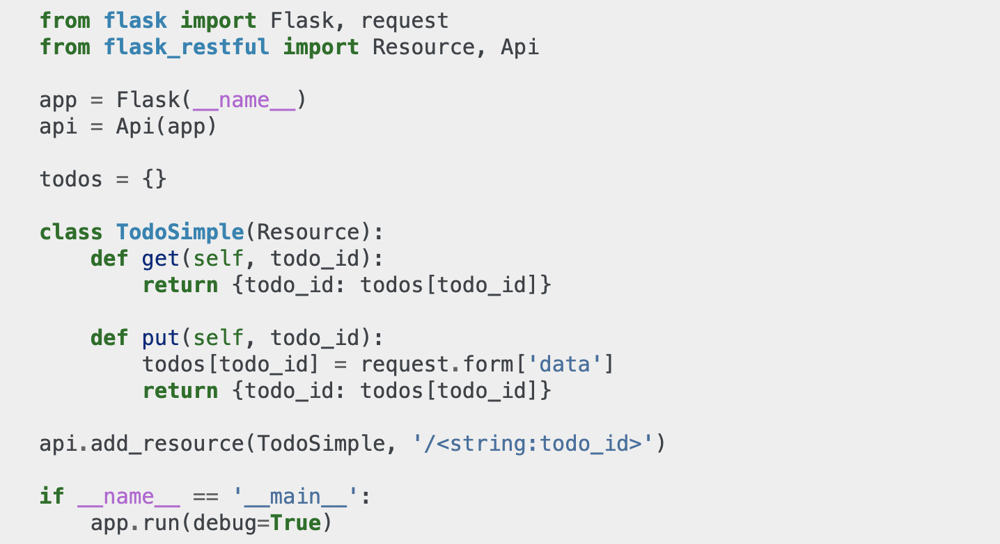 from flask import Flask, request
from flask_restful import Resource, Api

app = Flask(__name__)
api = Api(app)

todos = {}

class TodoSimple(Resource):
    def get(self, todo_id):
        return {todo_id: todos[todo_id]}

    def put(self, todo_id):
        todos[todo_id] = request.form['data']
        return {todo_id: todos[todo_id]}

api.add_resource(TodoSimple, '/<string:todo_id>')

if __name__ == '__main__':
    app.run(debug=True)